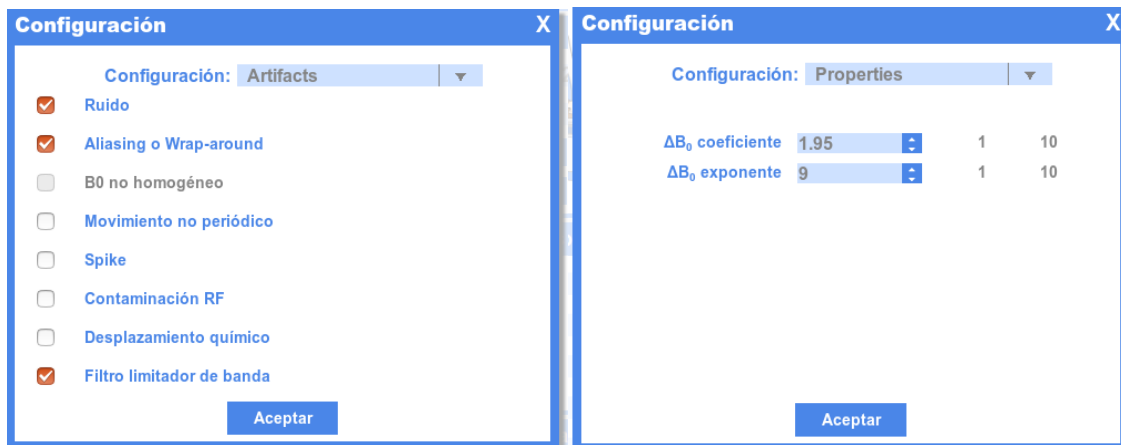 Configuración X
Configuración: Artifacts
Ruido
Aliasing o Wrap-around
B0 no homogéneo
Movimiento no periódico
Spike
Contaminación RF
Desplazamiento químico
Filtro limitador de banda
Aceptar
Configuración X
Configuración: Properties
ΔB₀ coeficiente 1.95 1 10
ΔB₀ exponente 9 1 10
Aceptar